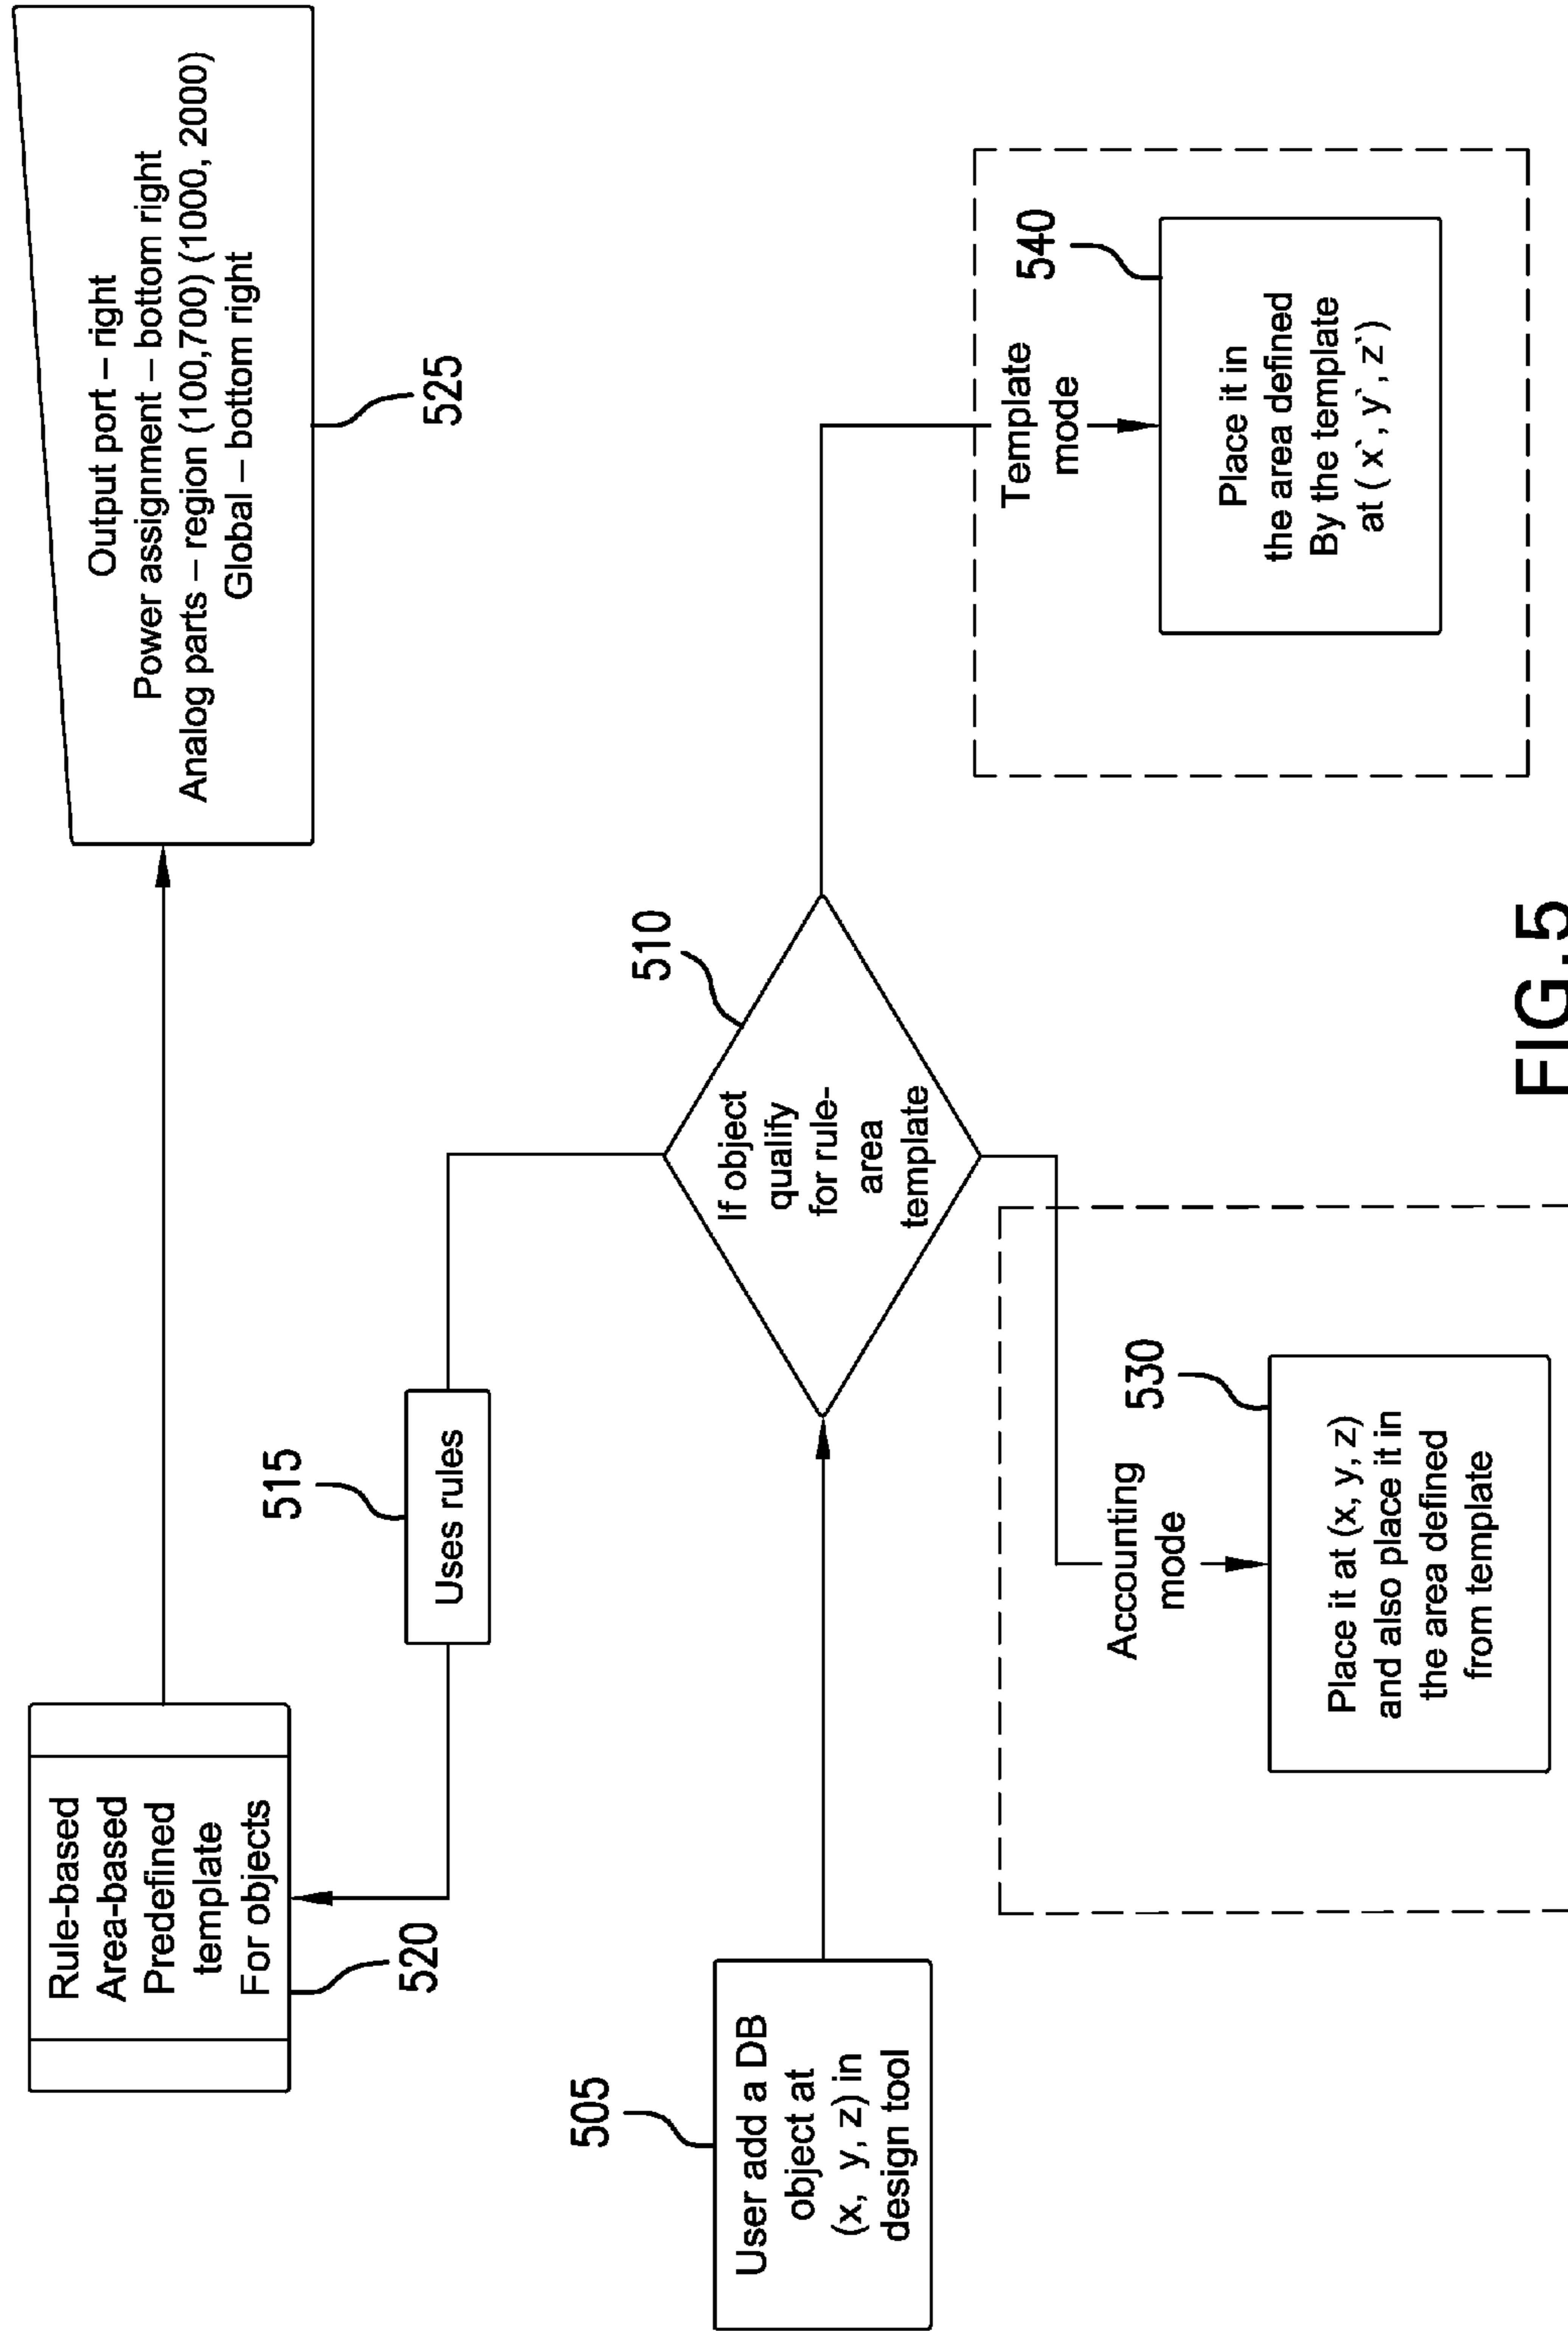 Rule-based
Area-based
Predefined
template
For objects
520
Output port – right
Power assignment – bottom right
Analog parts – region (100,700) (1000, 2000)
Global – bottom right
525
515
Uses rules
505
User add a DB
object at
(x, y, z) in
design tool
510
If object
qualify
for rule-
area
template
Accounting
mode
530
Place it at (x, y, z)
and also place it in
the area defined
from template
Template
mode
540
Place it in
the area defined
By the template
at ( x`, y`, z`)
FIG.5